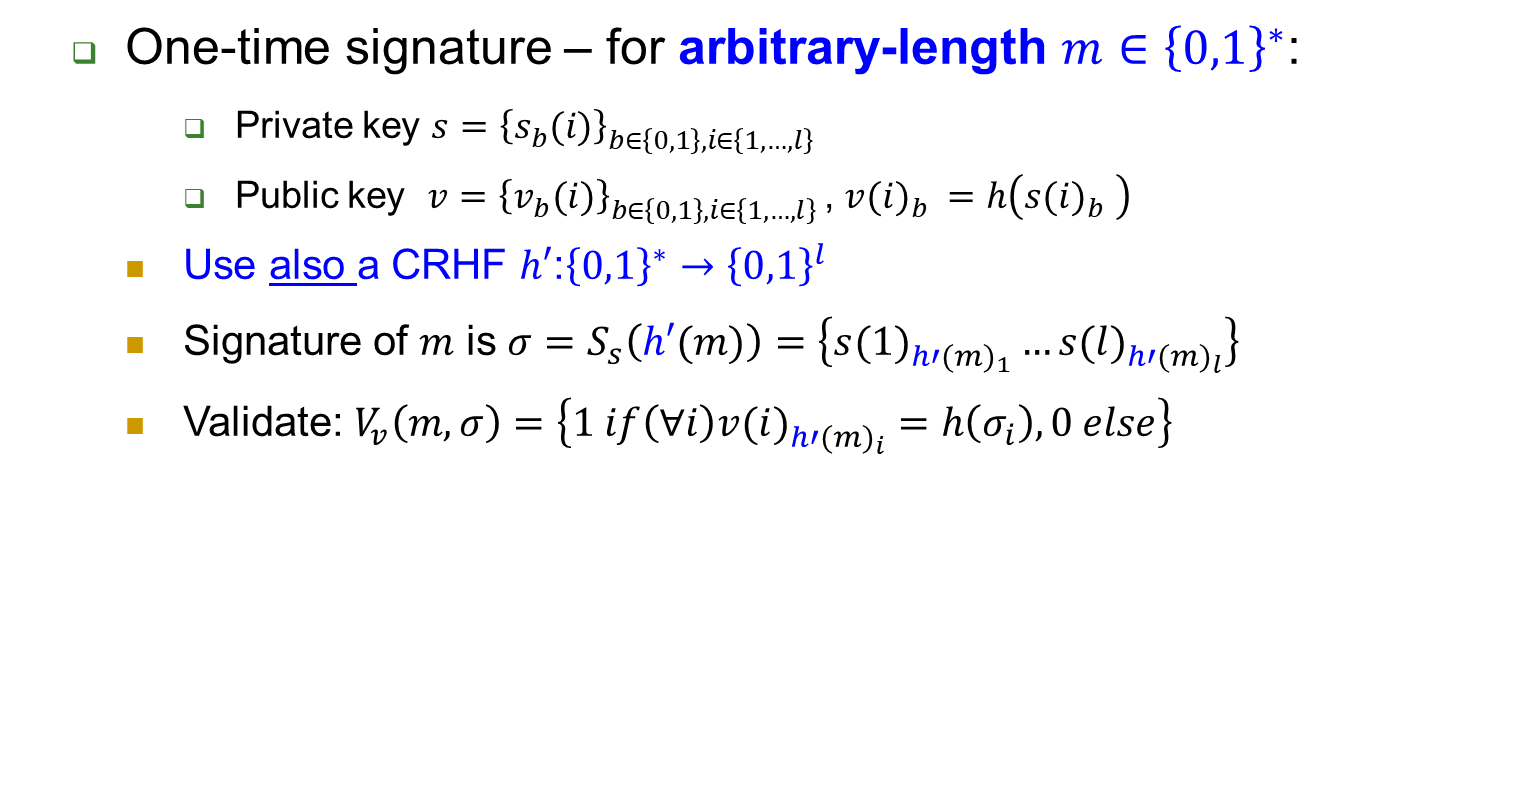 ❑ One-time signature – for arbitrary-length m ∈ {0,1}*:
❑ Private key s = {s_b(i)}_{b∈{0,1},i∈{1,…,l}}
❑ Public key v = {v_b(i)}_{b∈{0,1},i∈{1,…,l}}, v(i)_b = h(s(i)_b )
■ Use also a CRHF h′:{0,1}* → {0,1}^l
■ Signature of m is σ = S_s(h′(m)) = {s(1)_{h′(m)_1} … s(l)_{h′(m)_l}}
■ Validate: V_v(m, σ) = {1 if(∀i)v(i)_{h′(m)_i} = h(σ_i), 0 else}